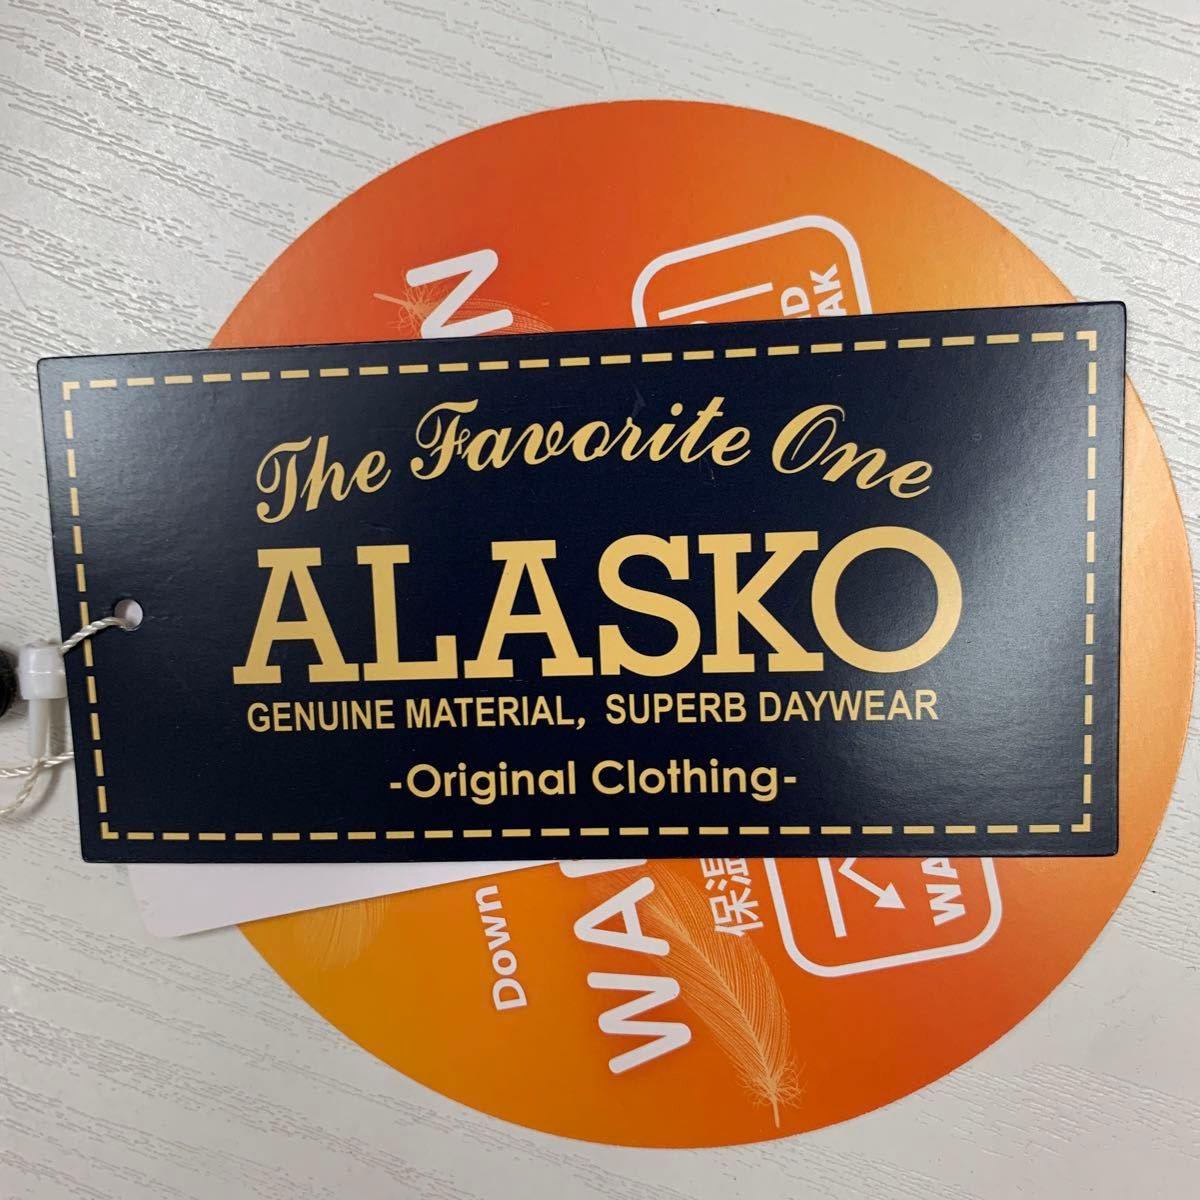 The Favorite One
ALASKO
GENUINE MATERIAL, SUPERB DAYWEAR
-Original Clothing-
Down
保温